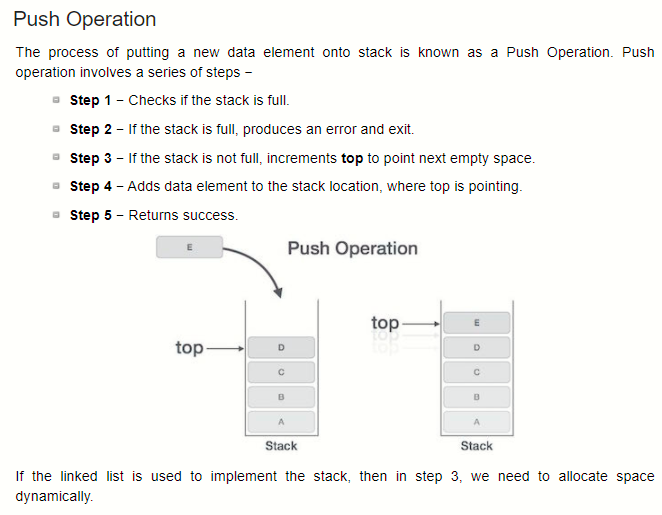 Push Operation
The process of putting a new data element onto stack is known as a Push Operation. Push
operation involves a series of steps −
Step 1 − Checks if the stack is full.
Step 2 − If the stack is full, produces an error and exit.
Step 3 − If the stack is not full, increments top to point next empty space.
Step 4 − Adds data element to the stack location, where top is pointing.
Step 5 − Returns success.
E
Push Operation
top
D
C
B
A
Stack
top
top
E
D
C
B
A
Stack
If the linked list is used to implement the stack, then in step 3, we need to allocate space
dynamically.